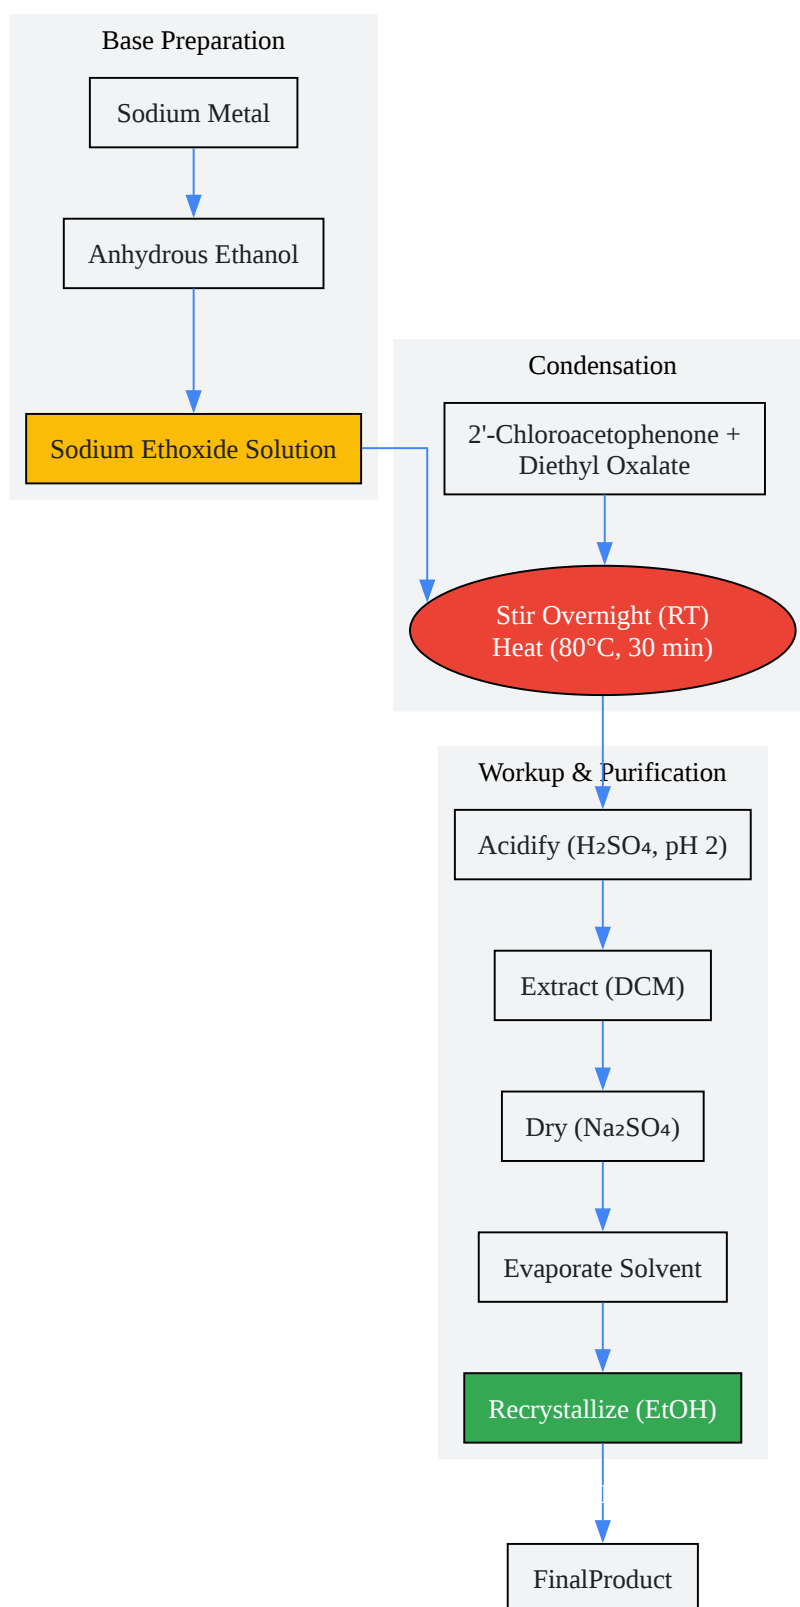 Base Preparation
Sodium Metal
Anhydrous Ethanol
Sodium Ethoxide Solution
Condensation
2'-Chloroacetophenone +
Diethyl Oxalate
Stir Overnight (RT)
Heat (80°C, 30 min)
Workup & Purification
Acidify (H₂SO₄, pH 2)
Extract (DCM)
Dry (Na₂SO₄)
Evaporate Solvent
Recrystallize (EtOH)
FinalProduct